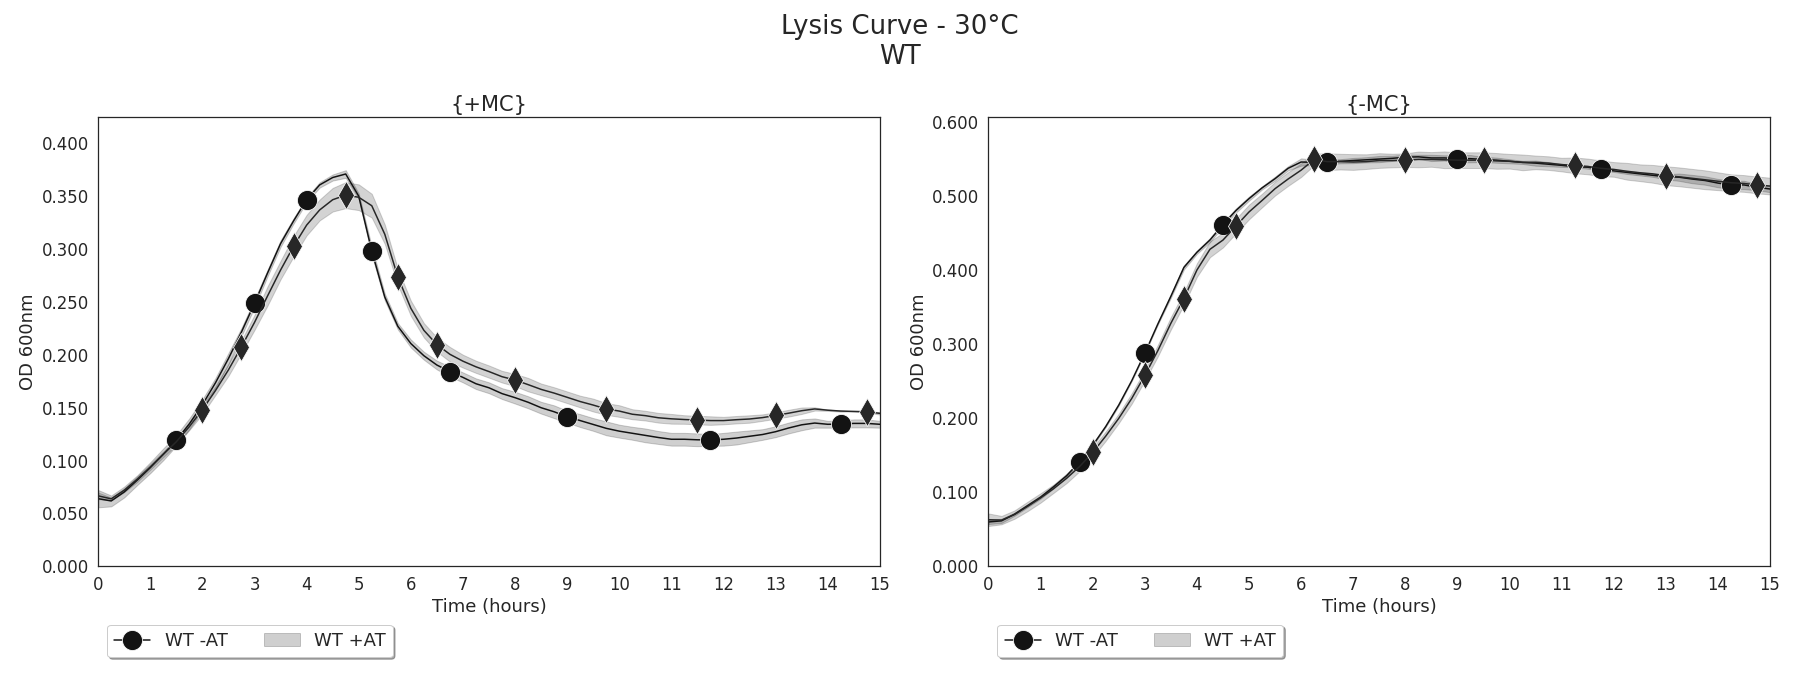 Lysis Curve - 30°C
WT
{+MC}
0.400
0.350
0.300
0.250
0.200
0.150
0.100
0.050
0.000
OD 600nm
0 1 2 3 4 5 6 7 8 9 10 11 12 13 14 15
Time (hours)
WT -AT WT +AT
{-MC}
0.600
0.500
0.400
0.300
0.200
0.100
0.000
OD 600nm
0 1 2 3 4 5 6 7 8 9 10 11 12 13 14 15
Time (hours)
WT -AT WT +AT